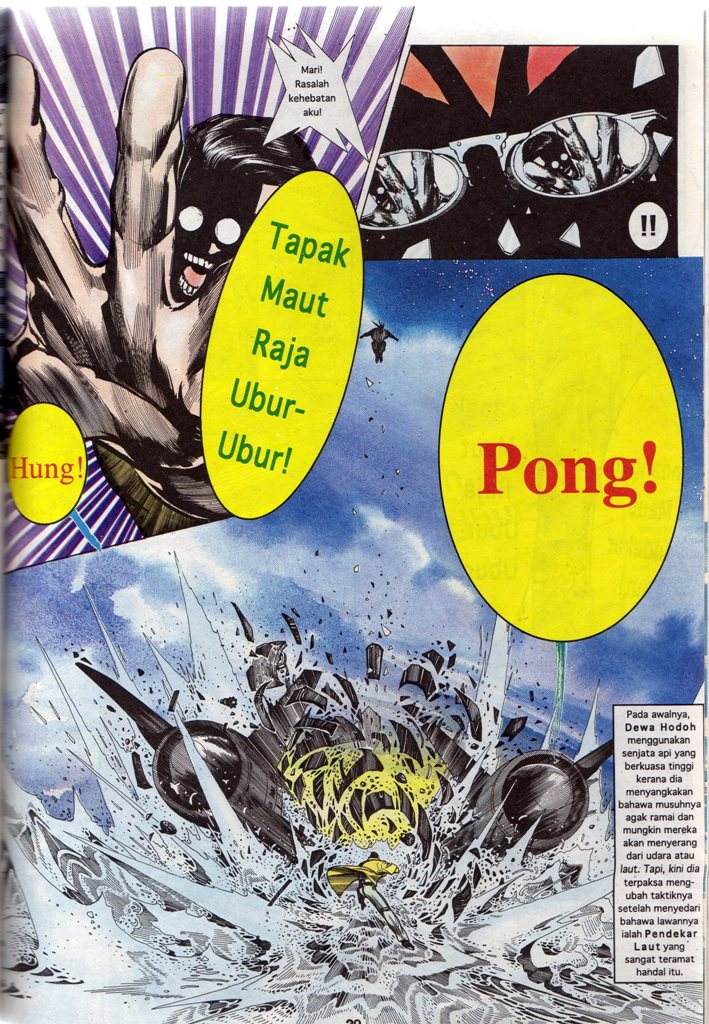 Mari!
Rasalah
kehebatan
aku!
!!
Tapak
Maut
Raja
Ubur-
Ubur!
Hung!
Pong!
Pada awalnya,
Dewa Hodoh
menggunakan
senjata api yang
berkuasa tinggi
kerana dia
menyangkakan
bahawa musuhnya
agak ramai dan
mungkin mereka
akan menyerang
dari udara atau
laut. Tapi, kini dia
terpaksa meng-
ubah taktiknya
setelah menyedari
bahawa lawannya
ialah Pendekar
Laut yang
sangat teramat
handal itu.